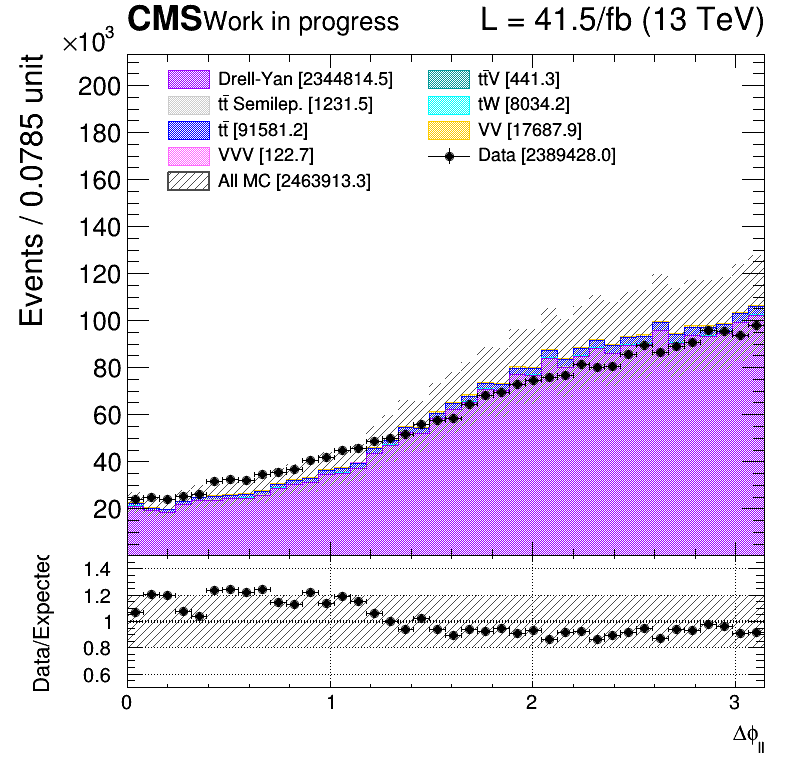 CMS Work in progress L = 41.5/fb (13 TeV)
×10³
Events / 0.0785 unit
200
180
160
140
120
100
80
60
40
20
Drell-Yan [2344814.5]
tt̄ Semilep. [1231.5]
tt̄ [91581.2]
VVV [122.7]
All MC [2463913.3]
tt̄V [441.3]
tW [8034.2]
VV [17687.9]
Data [2389428.0]
Data/Expected
1.4
1.2
1
0.8
0.6
0 1 2 3
Δϕ_ll